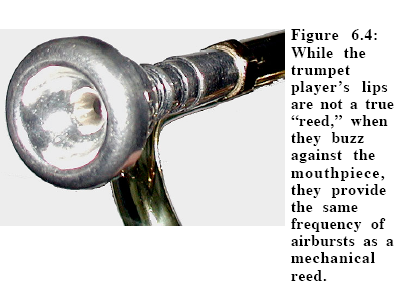 Figure 6.4:
While the
trumpet
player's lips
are not a true
“reed,” when
they buzz
against the
mouthpiece,
they provide
the same
frequency of
airbursts as a
mechanical
reed.